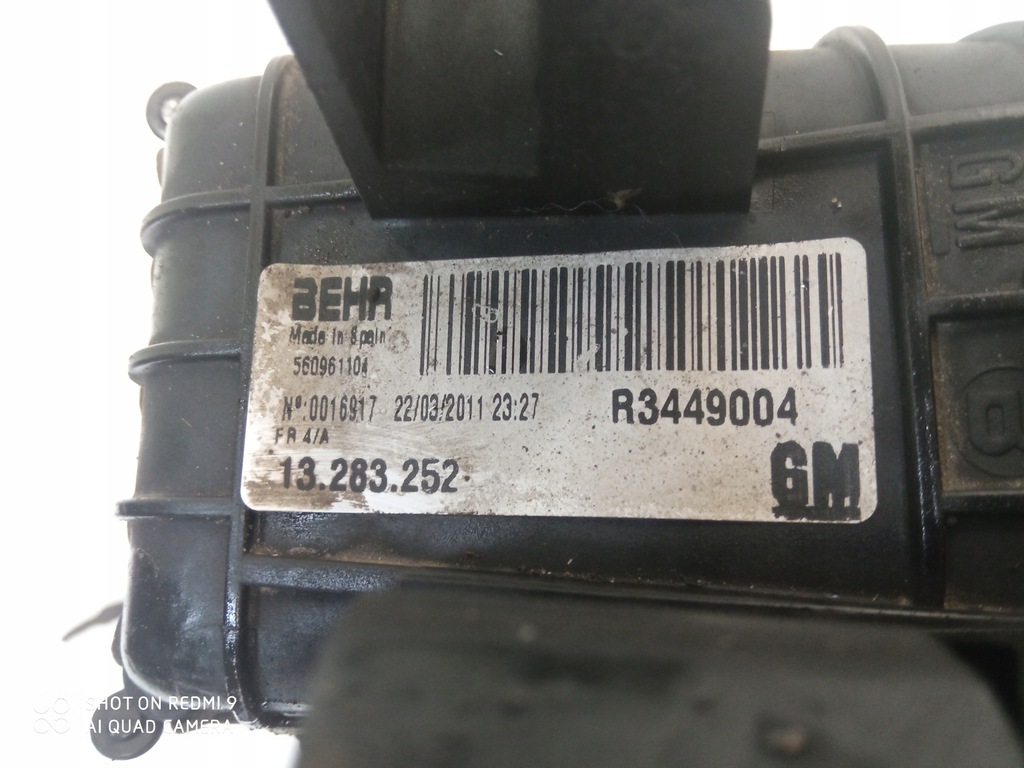 BEHR
Made in Spain
560961104
Nº:0016917 22/03/2011 23:27
R3449004
FR 4/A
13.283.252
GM
GM
SHOT ON REDMI 9
AI QUAD CAMERA